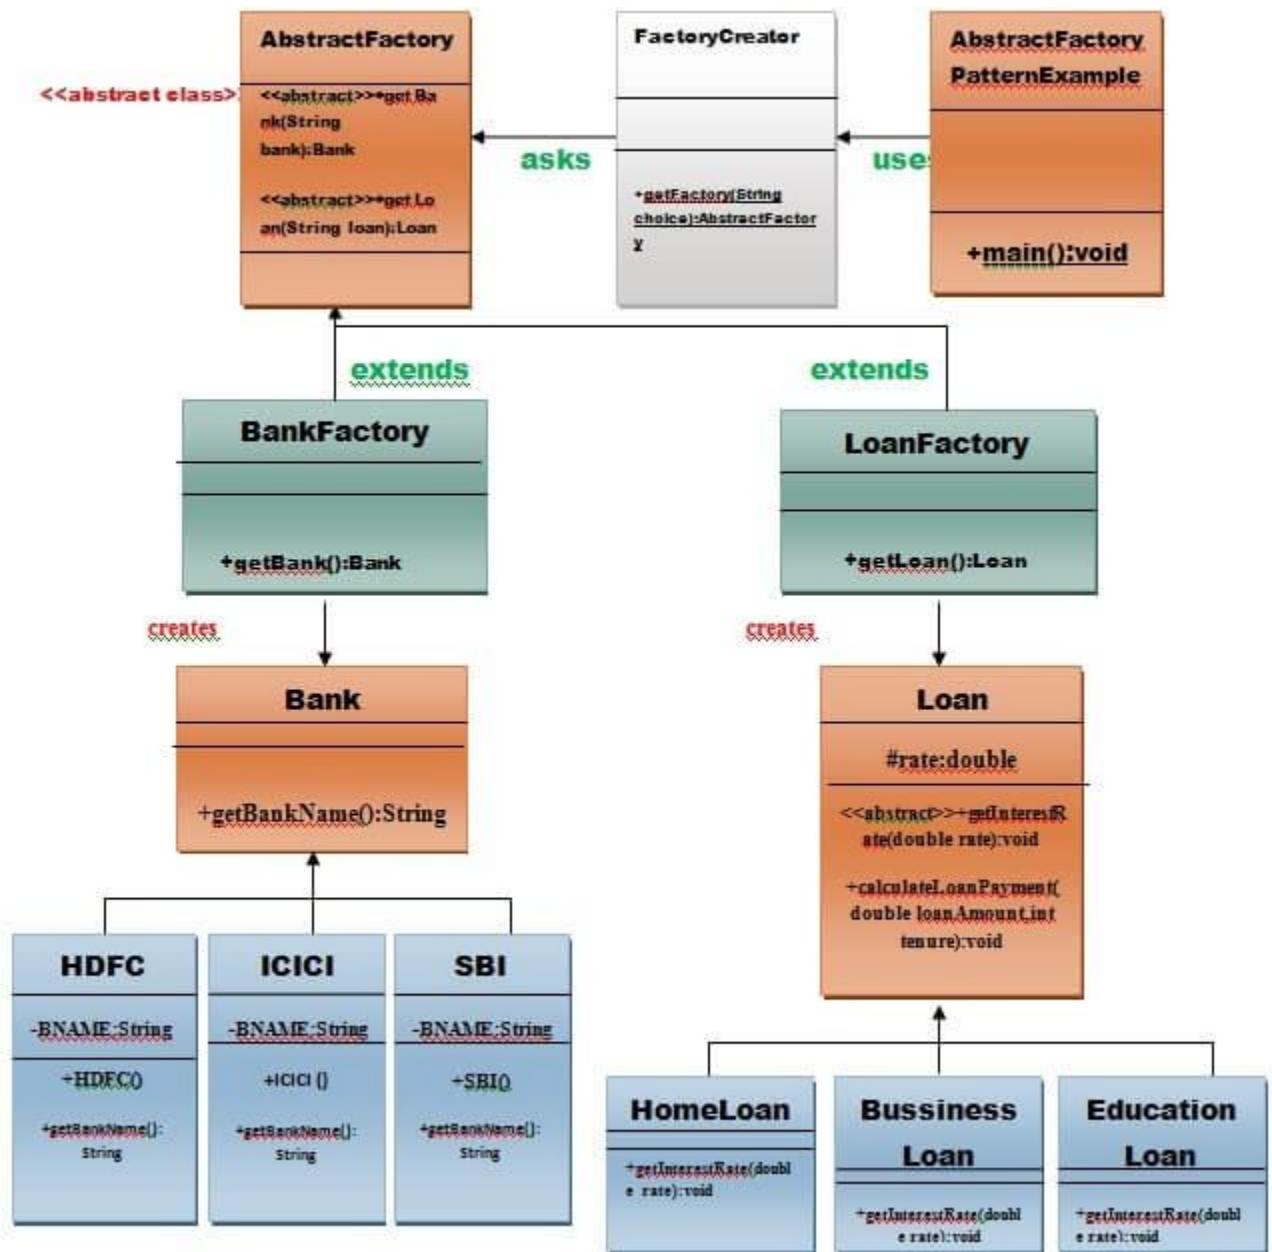 AbstractFactory
<<abstract class>
<<abstract>>+get Ba
nk(String
bank):Bank
<<abstract>>+get Lo
an(String loan):Loan
asks
FactoryCreator
+getFactory(String
choice):AbstractFactor
y
uses
AbstractFactory
PatternExample
+main():void
extends
extends
BankFactory
+getBank():Bank
LoanFactory
+getLoan():Loan
creates
creates
Bank
+getBankName():String
Loan
#rate:double
<<abstract>>+getInterestR
ate(double rate):void
+calculateLoanPayment(
double loanAmount,int
tenure):void
HDFC
-BNAME:String
+HDFC()
+getBankName():
String
ICICI
-BNAME:String
+ICICI ()
+getBankName():
String
SBI
-BNAME:String
+SBI()
+getBankName():
String
HomeLoan
+getInterestRate(doubl
e rate):void
Bussiness
Loan
+getInterestRate(doubl
e rate):void
Education
Loan
+getInterestRate(doubl
e rate):void